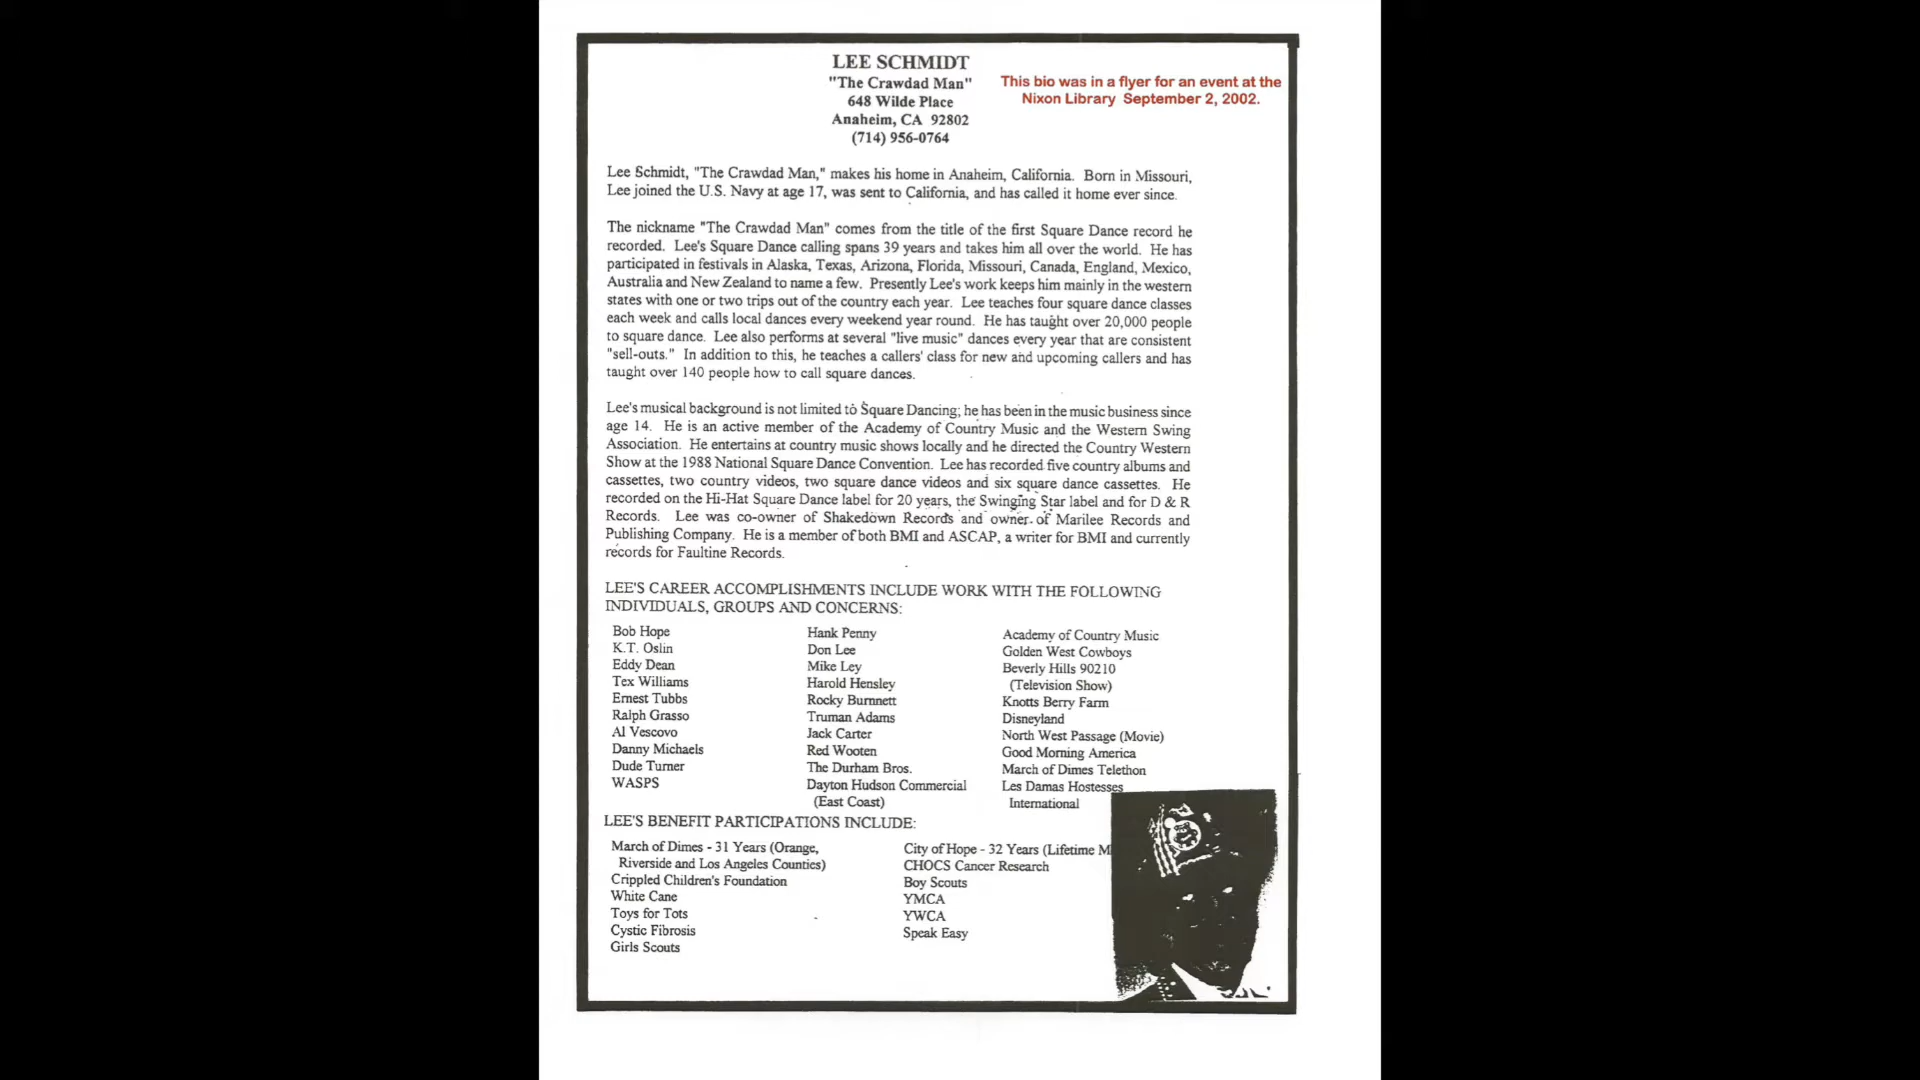 LEE SCHMIDT
"The Crawdad Man"
648 Wilde Place
Anaheim, CA 92802
(714) 956-0764
This bio was in a flyer for an event at the
Nixon Library September 2, 2002.
Lee Schmidt, "The Crawdad Man," makes his home in Anaheim, California. Born in Missouri,
Lee joined the U.S. Navy at age 17, was sent to California, and has called it home ever since.
The nickname "The Crawdad Man" comes from the title of the first Square Dance record he
recorded. Lee's Square Dance calling spans 39 years and takes him all over the world. He has
participated in festivals in Alaska, Texas, Arizona, Florida, Missouri, Canada, England, Mexico,
Australia and New Zealand to name a few. Presently Lee's work keeps him mainly in the western
states with one or two trips out of the country each year. Lee teaches four square dance classes
each week and calls local dances every weekend year round. He has taught over 20,000 people
to square dance. Lee also performs at several "live music" dances every year that are consistent
"sell-outs." In addition to this, he teaches a callers' class for new and upcoming callers and has
taught over 140 people how to call square dances.
Lee's musical background is not limited to Square Dancing; he has been in the music business since
age 14. He is an active member of the Academy of Country Music and the Western Swing
Association. He entertains at country music shows locally and he directed the Country Western
Show at the 1988 National Square Dance Convention. Lee has recorded five country albums and
cassettes, two country videos, two square dance videos and six square dance cassettes. He
recorded on the Hi-Hat Square Dance label for 20 years, the Swinging Star label and for D & R
Records. Lee was co-owner of Shakedown Records and owner of Marilee Records and
Publishing Company. He is a member of both BMI and ASCAP, a writer for BMI and currently
records for Faultine Records.
LEE'S CAREER ACCOMPLISHMENTS INCLUDE WORK WITH THE FOLLOWING
INDIVIDUALS, GROUPS AND CONCERNS:
Bob Hope
K.T. Oslin
Eddy Dean
Tex Williams
Ernest Tubbs
Ralph Grasso
Al Vescovo
Danny Michaels
Dude Turner
WASPS
Hank Penny
Don Lee
Mike Ley
Harold Hensley
Rocky Burnnett
Truman Adams
Jack Carter
Red Wooten
The Durham Bros.
Dayton Hudson Commercial
(East Coast)
Academy of Country Music
Golden West Cowboys
Beverly Hills 90210
(Television Show)
Knotts Berry Farm
Disneyland
North West Passage (Movie)
Good Morning America
March of Dimes Telethon
Les Damas Hostesses
International
LEE'S BENEFIT PARTICIPATIONS INCLUDE:
March of Dimes - 31 Years (Orange,
Riverside and Los Angeles Counties)
Crippled Children's Foundation
White Cane
Toys for Tots
Cystic Fibrosis
Girls Scouts
City of Hope - 32 Years (Lifetime M
CHOCS Cancer Research
Boy Scouts
YMCA
YWCA
Speak Easy